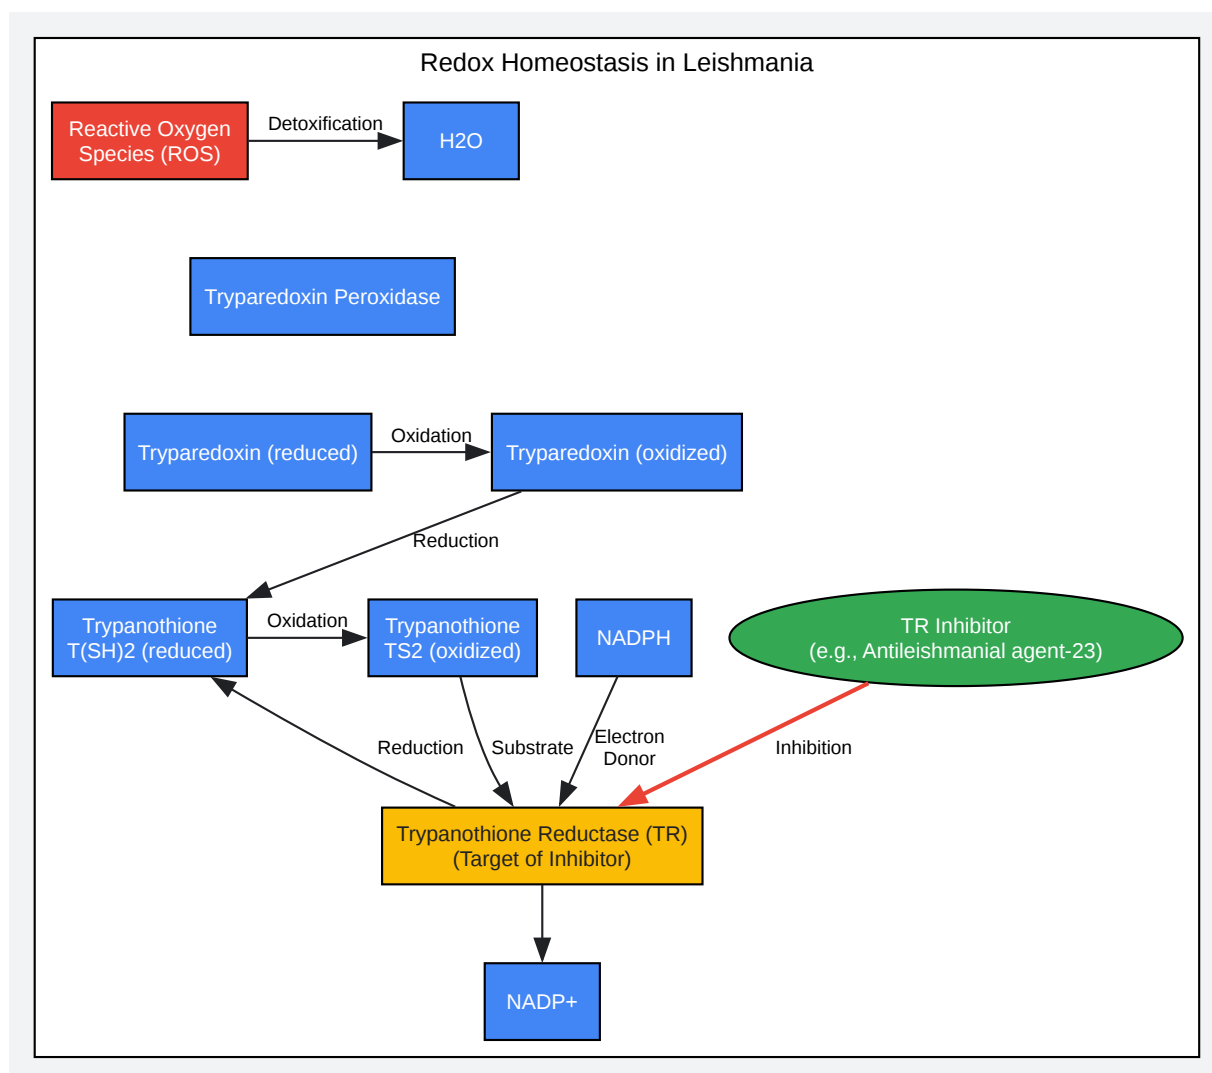 Redox Homeostasis in Leishmania
Reactive Oxygen
Species (ROS)
Detoxification
H2O
Tryparedoxin Peroxidase
Tryparedoxin (reduced)
Oxidation
Tryparedoxin (oxidized)
Reduction
Trypanothione
T(SH)2 (reduced)
Oxidation
Trypanothione
TS2 (oxidized)
NADPH
TR Inhibitor
(e.g., Antileishmanial agent-23)
Reduction
Substrate
Electron
Donor
Inhibition
Trypanothione Reductase (TR)
(Target of Inhibitor)
NADP+